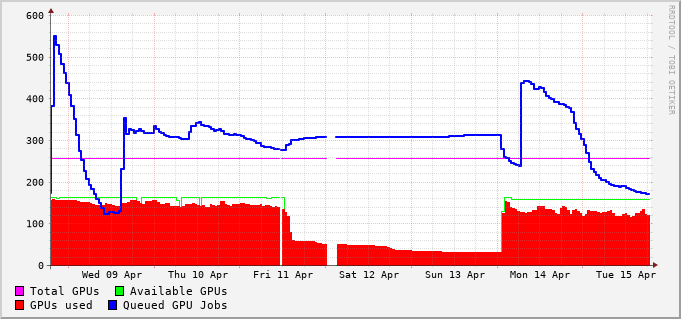 600
500
400
300
200
100
0
Wed 09 Apr Thu 10 Apr Fri 11 Apr Sat 12 Apr Sun 13 Apr Mon 14 Apr Tue 15 Apr
Total GPUs Available GPUs
GPUs used Queued GPU Jobs
RRDTOOL / TOBI OETIKER